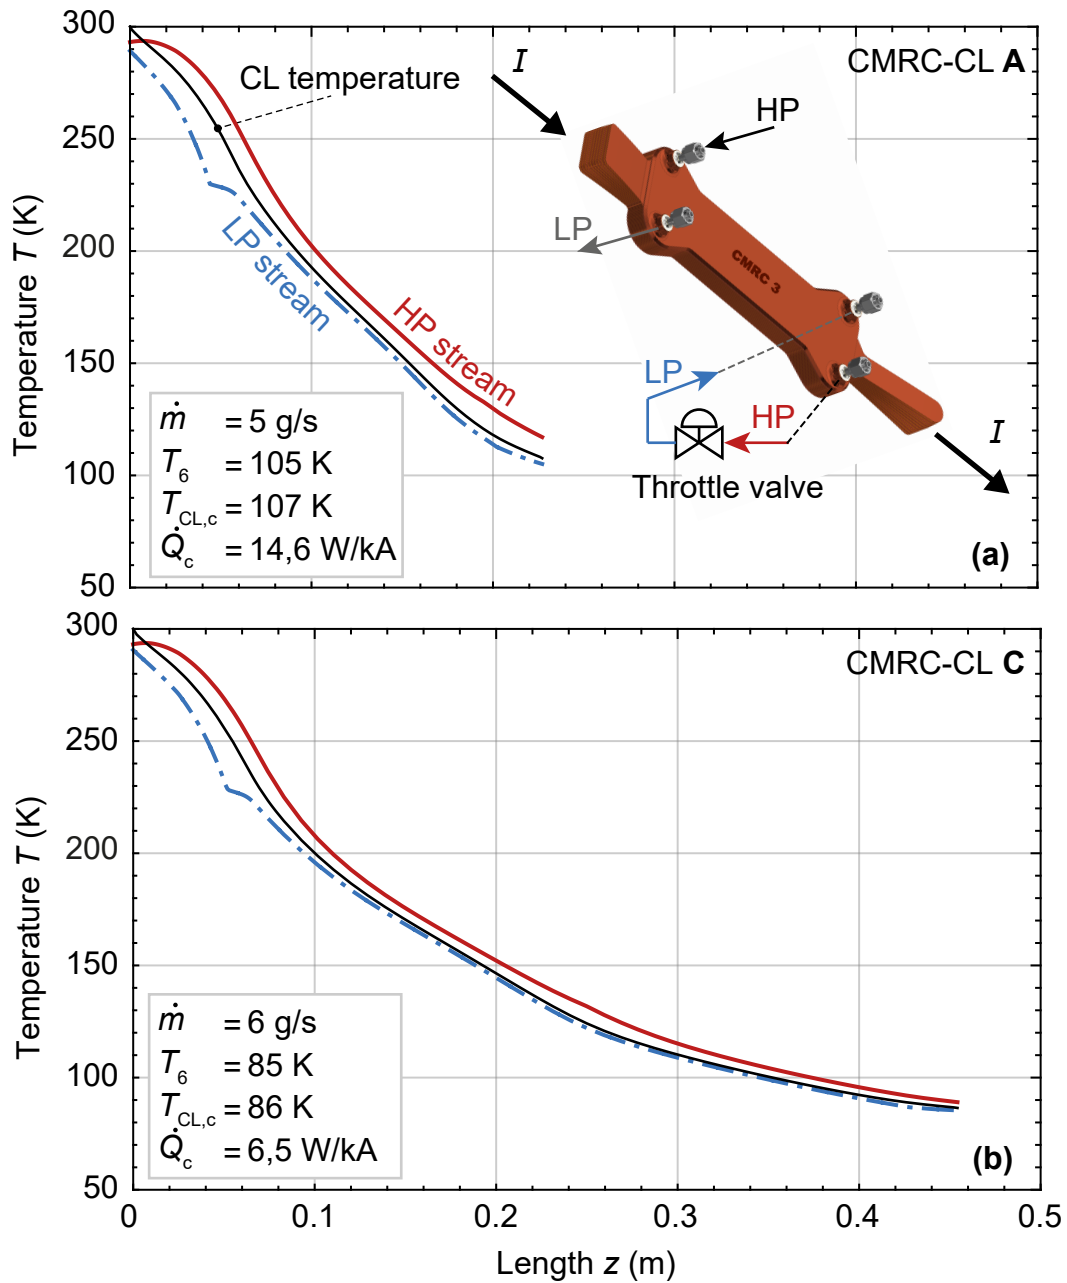 300
250
200
150
100
50
Temperature T (K)
CMRC-CL A
CL temperature
I
HP
LP
CMRC 3
LP stream
HP stream
LP
HP
Throttle valve
I
ṁ = 5 g/s
T6 = 105 K
TCL,c = 107 K
Q̇c = 14,6 W/kA
(a)
300
250
200
150
100
50
Temperature T (K)
CMRC-CL C
ṁ = 6 g/s
T6 = 85 K
TCL,c = 86 K
Q̇c = 6,5 W/kA
(b)
0 0.1 0.2 0.3 0.4 0.5
Length z (m)